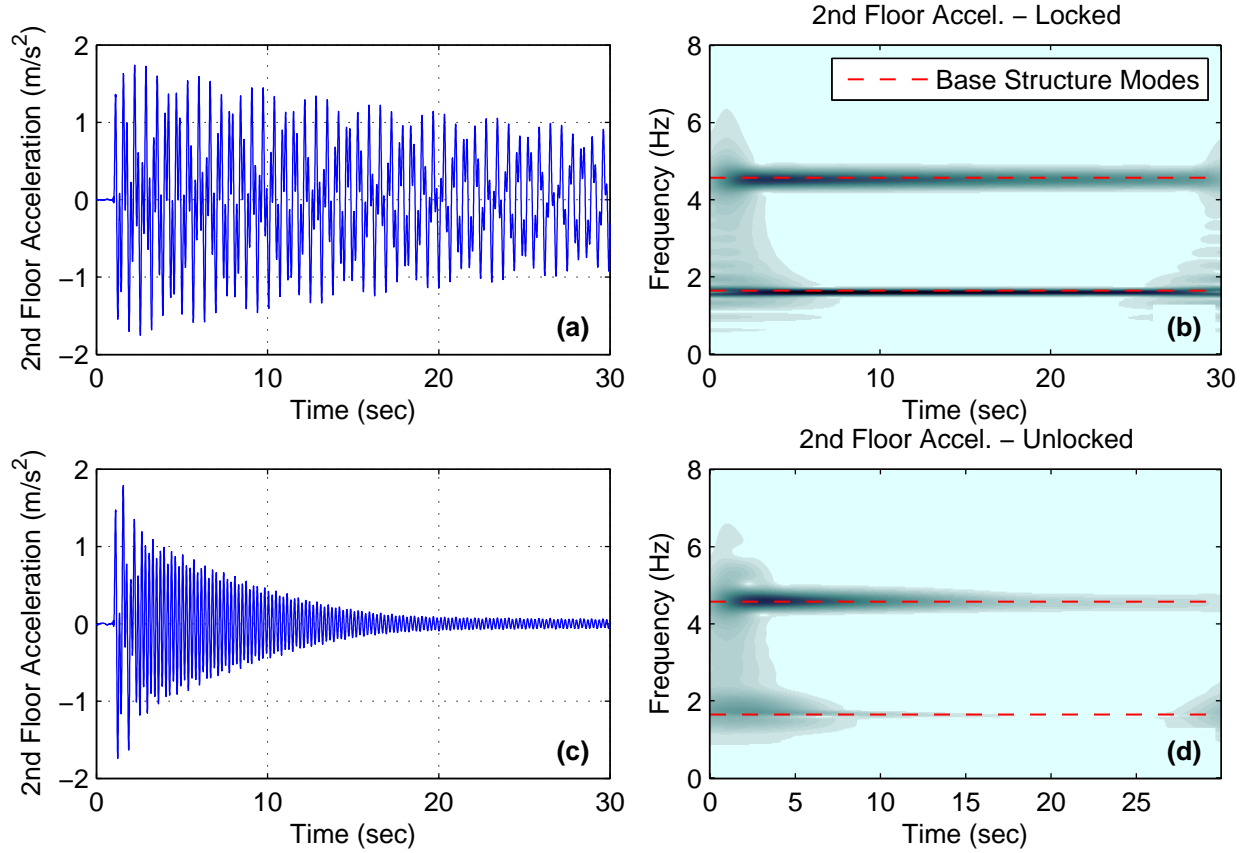 2nd Floor Acceleration (m/s²)
2
1
0
−1
−2
0
10
20
30
Time (sec)
(a)
2nd Floor Accel. − Locked
Frequency (Hz)
8
6
4
2
0
0
10
20
30
Time (sec)
Base Structure Modes
(b)
2nd Floor Acceleration (m/s²)
2
1
0
−1
−2
0
10
20
30
Time (sec)
(c)
2nd Floor Accel. − Unlocked
Frequency (Hz)
8
6
4
2
0
0
5
10
15
20
25
Time (sec)
(d)